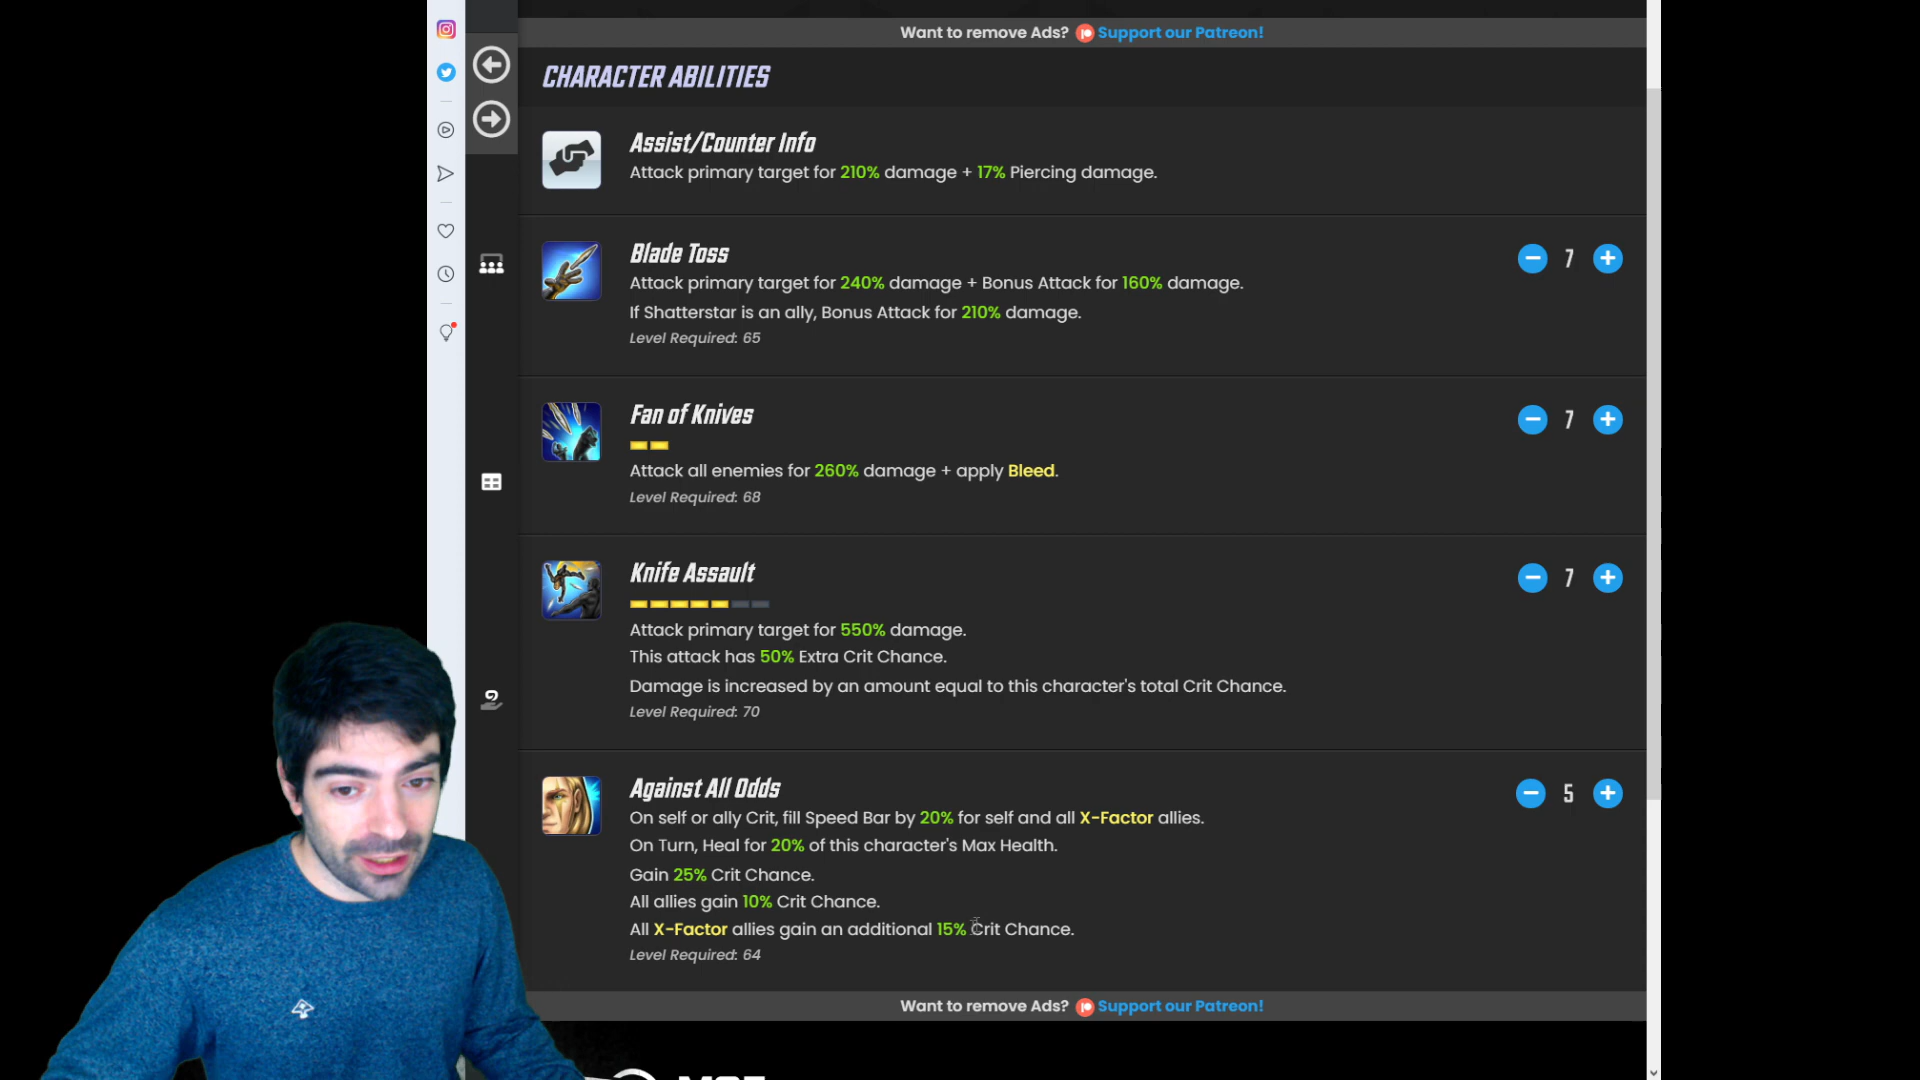 Want to remove Ads? Support our Patreon!
CHARACTER ABILITIES
Assist/Counter Info
Attack primary target for 210% damage + 17% Piercing damage.
Blade Toss
7
Attack primary target for 240% damage + Bonus Attack for 160% damage.
If Shatterstar is an ally, Bonus Attack for 210% damage.
Level Required: 65
Fan of Knives
7
Attack all enemies for 260% damage + apply Bleed.
Level Required: 68
Knife Assault
7
Attack primary target for 550% damage.
This attack has 50% Extra Crit Chance.
Damage is increased by an amount equal to this character's total Crit Chance.
Level Required: 70
Against All Odds
5
On self or ally Crit, fill Speed Bar by 20% for self and all X-Factor allies.
On Turn, Heal for 20% of this character's Max Health.
Gain 25% Crit Chance.
All allies gain 10% Crit Chance.
All X-Factor allies gain an additional 15% Crit Chance.
Level Required: 64
Want to remove Ads? Support our Patreon!